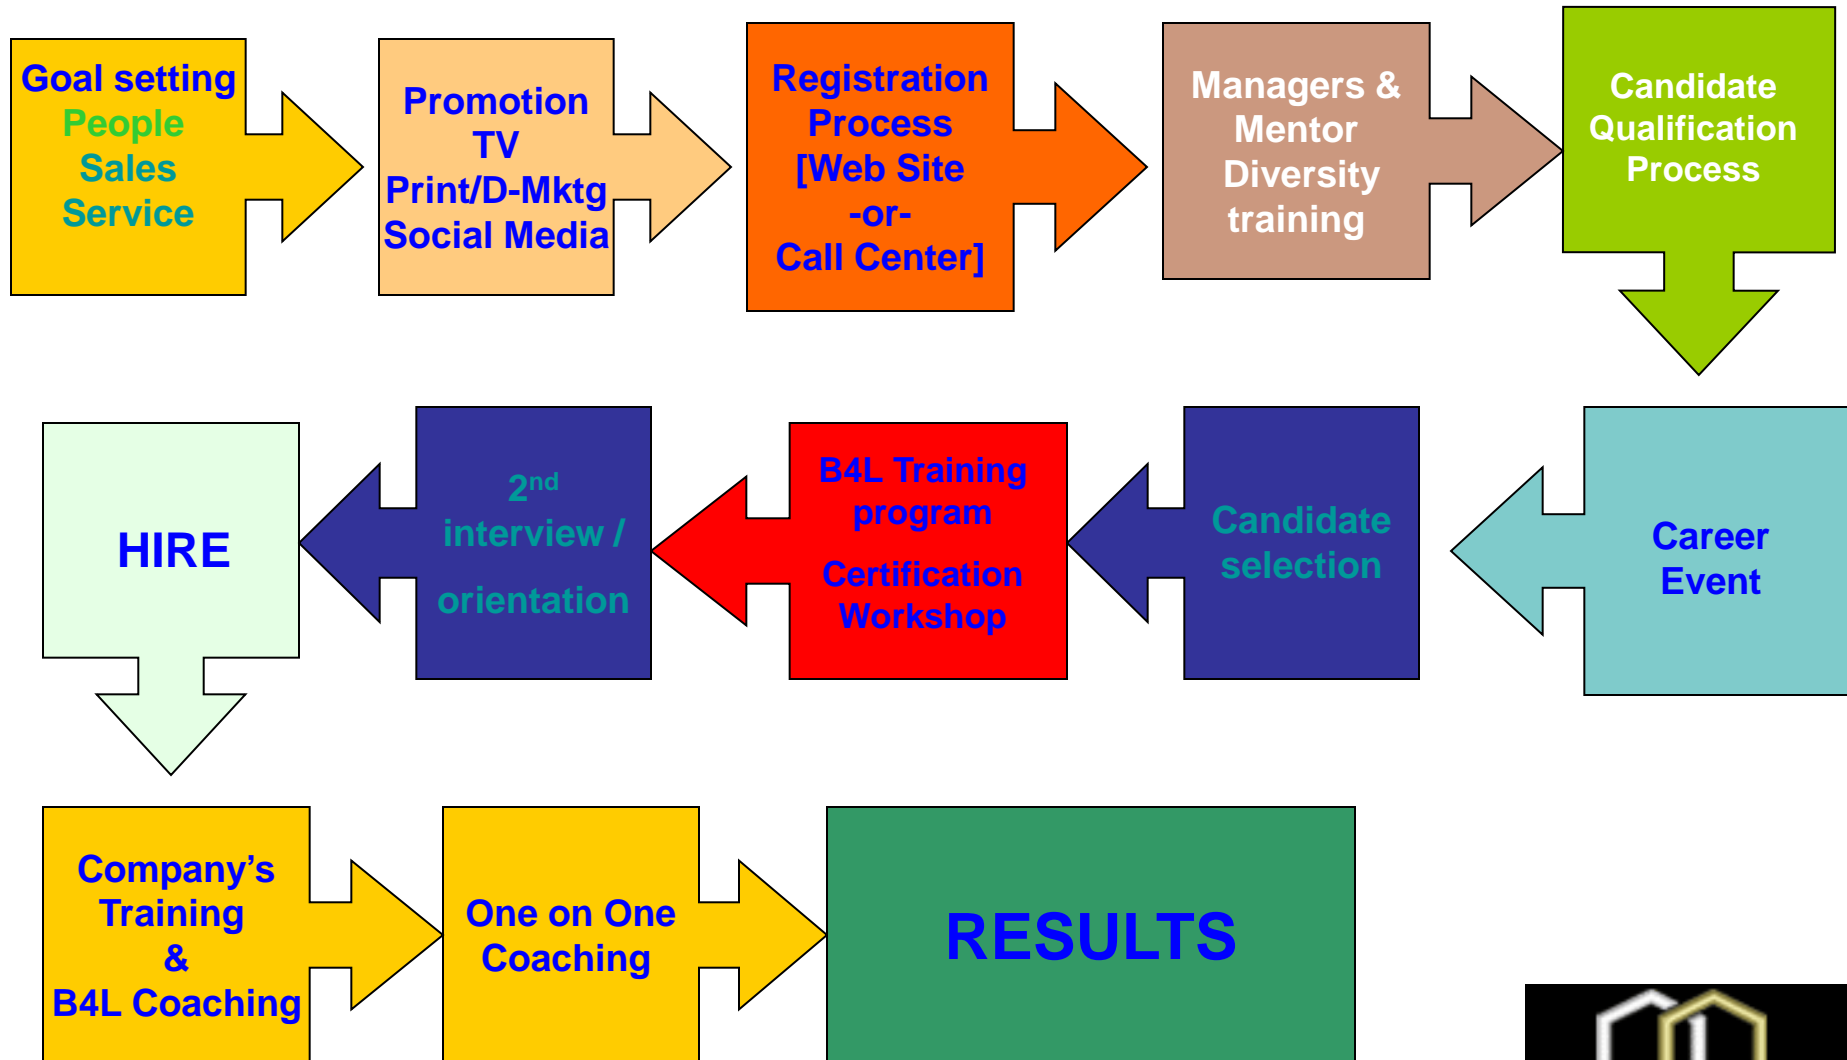 Goal setting
People
Sales
Service
Promotion
TV
Print/D-Mktg
Social Media
Registration
Process
[Web Site
-or-
Call Center]
Managers &
Mentor
Diversity
training
Candidate
Qualification
Process
Career
Event
Candidate
selection
B4L Training
program
Certification
Workshop
2nd
interview /
orientation
HIRE
Company’s
Training
&
B4L Coaching
One on One
Coaching
RESULTS